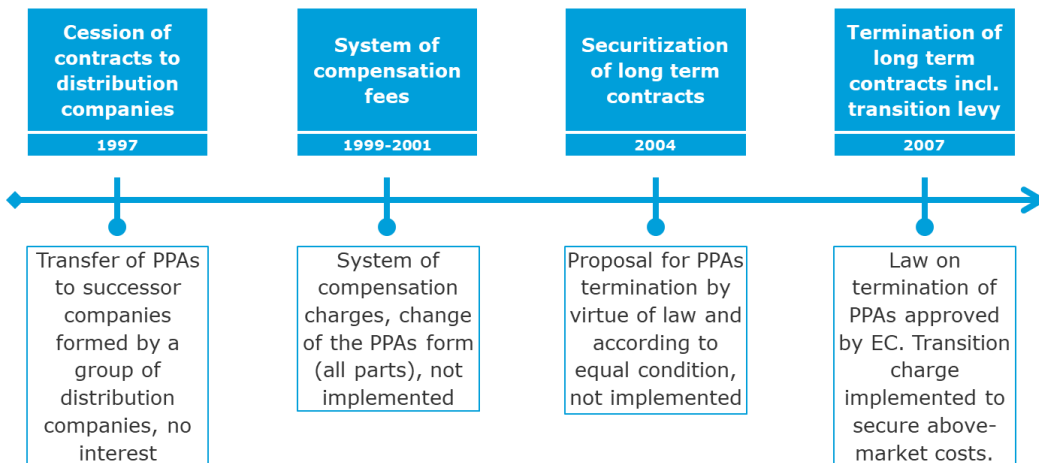 Cession of
contracts to
distribution
companies
1997
System of
compensation
fees
1999-2001
Securitization
of long term
contracts
2004
Termination of
long term
contracts incl.
transition levy
2007
Transfer of PPAs
to successor
companies
formed by a
group of
distribution
companies, no
interest
System of
compensation
charges, change
of the PPAs form
(all parts), not
implemented
Proposal for PPAs
termination by
virtue of law and
according to
equal condition,
not implemented
Law on
termination of
PPAs approved
by EC. Transition
charge
implemented to
secure above-
market costs.